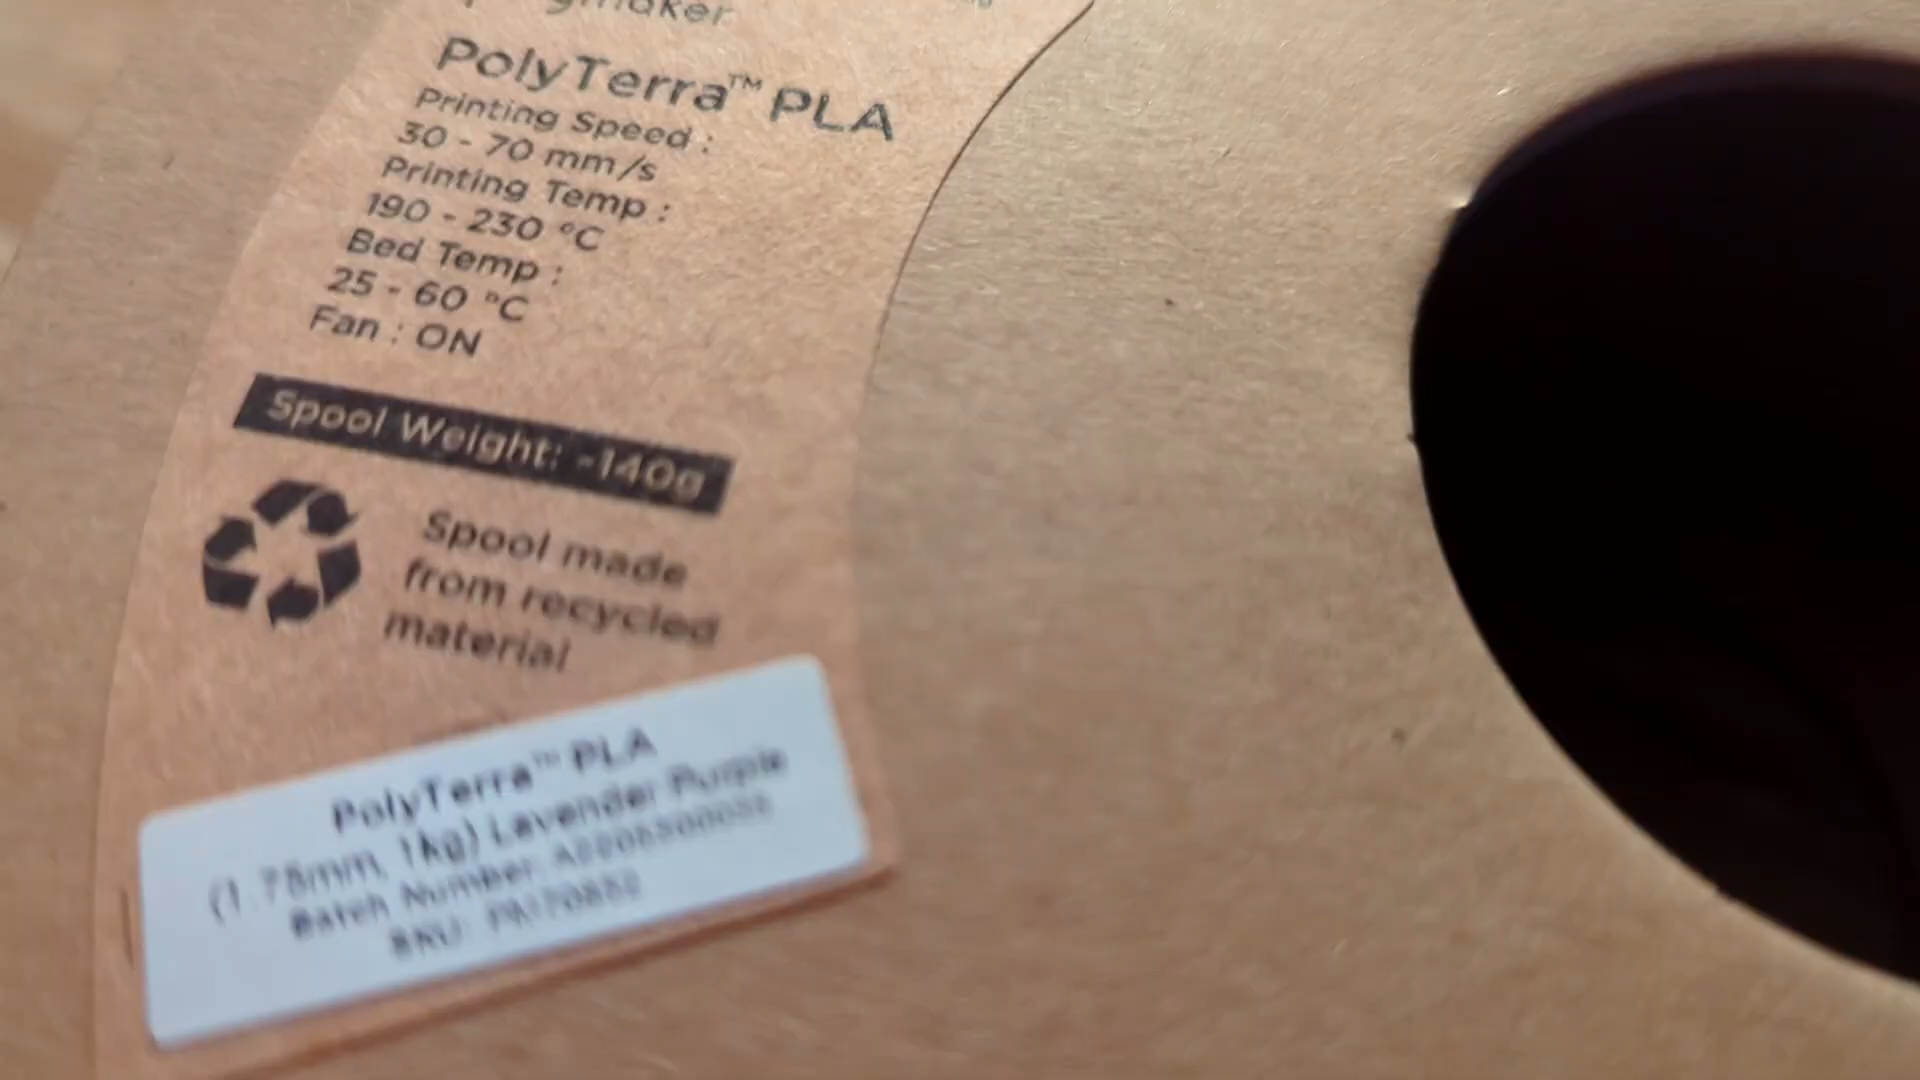 PolyTerra™ PLA
Printing Speed :
30 - 70 mm/s
Printing Temp :
190 - 230 °C
Bed Temp :
25 - 60 °C
Fan : ON
Spool Weight: ~140g
Spool made
from recycled
material
PolyTerra™ PLA
(1.75mm, 1kg) Lavender Purple
Batch Number:
SKU: